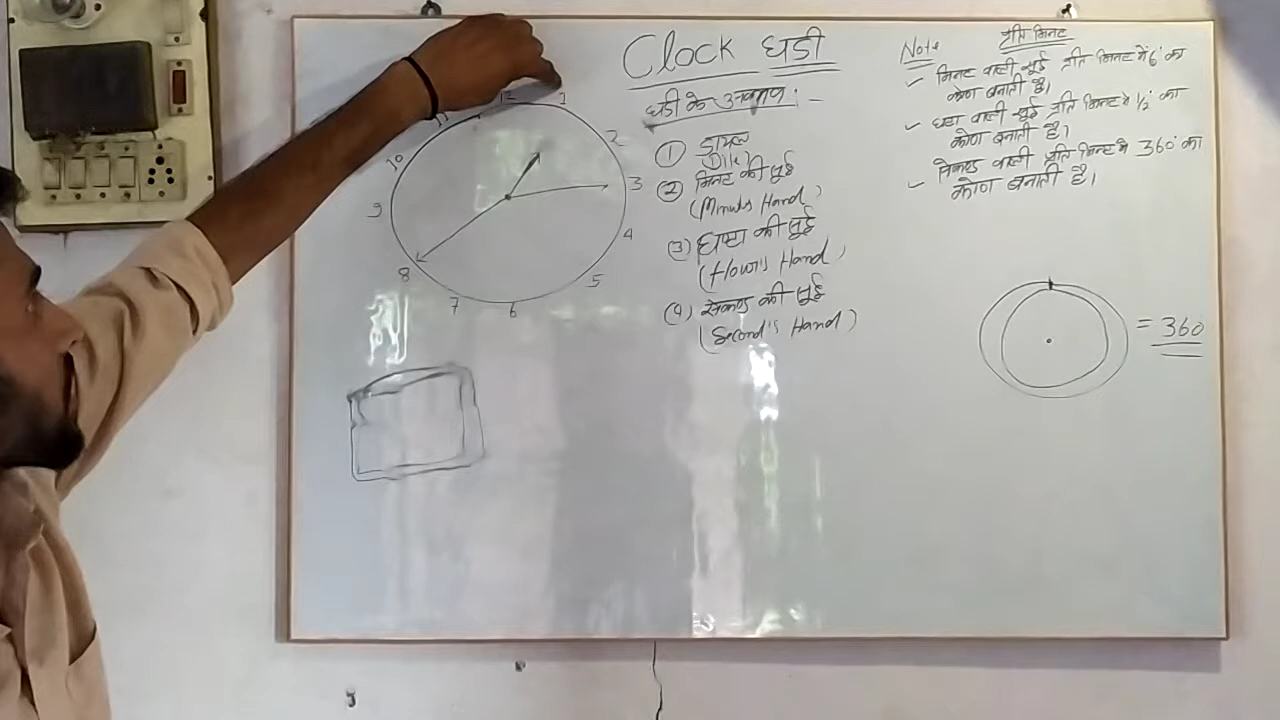 Clock घडी
घडी के उपकरण :-
① डायल
(Dile)
② मिनट की सुई
(Minut's Hand)
(3) घण्टा की सुई
(Hour's Hand)
(4) सेकण्ड की सुई
(Second's Hand)
Note प्रति मिनट
✓ मिनट वाली सुई प्रति मिनट में 6° का
कोण बनाती है।
✓ घंटा वाली सुई प्रति मिनट मे 1/2° का
कोण बनाती है।
✓ सेकण्ड वाली प्रति मिनट मे 360° का
कोण बनाती है।
= 360
12
1
2
3
4
5
6
7
8
9
10
11